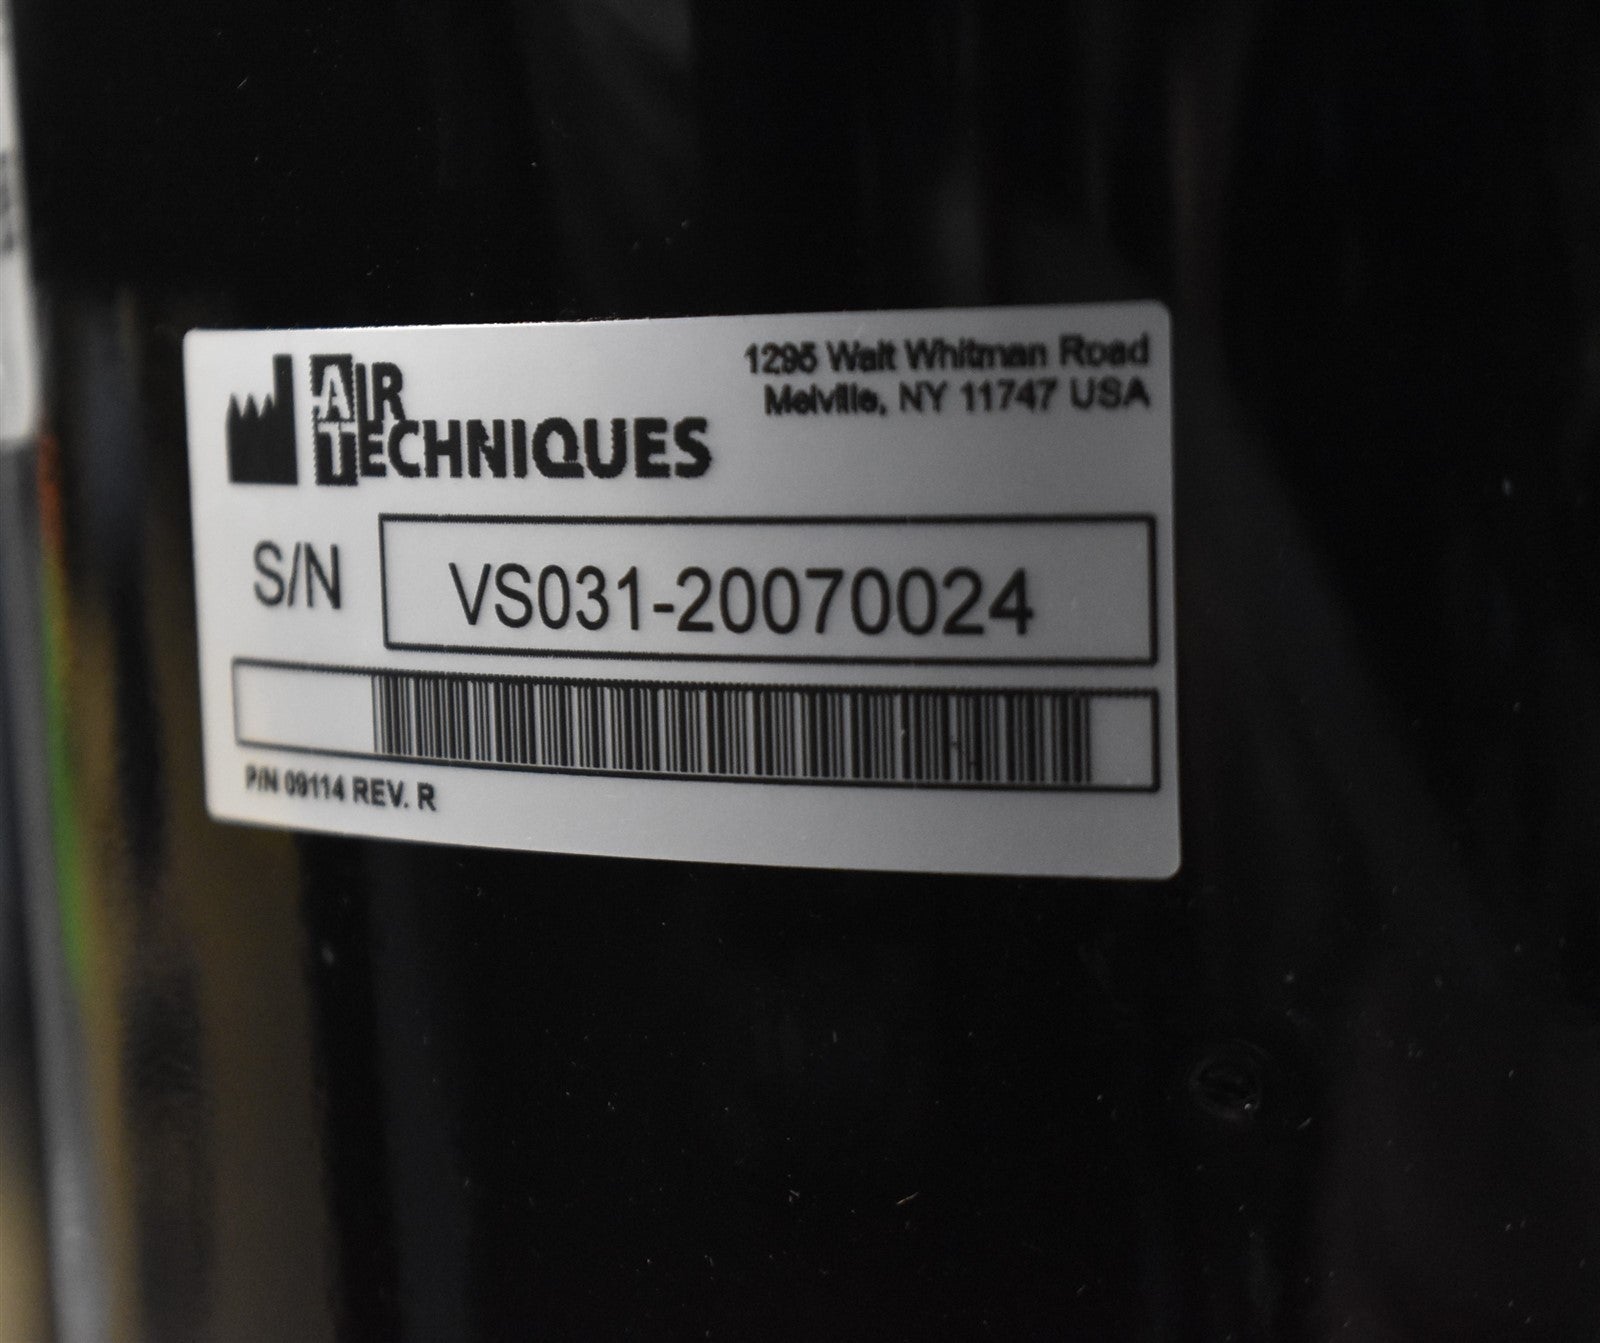 AIR
TECHNIQUES
1295 Walt Whitman Road
Melville, NY 11747 USA
S/N VS031-20070024
P/N 09114 REV. R